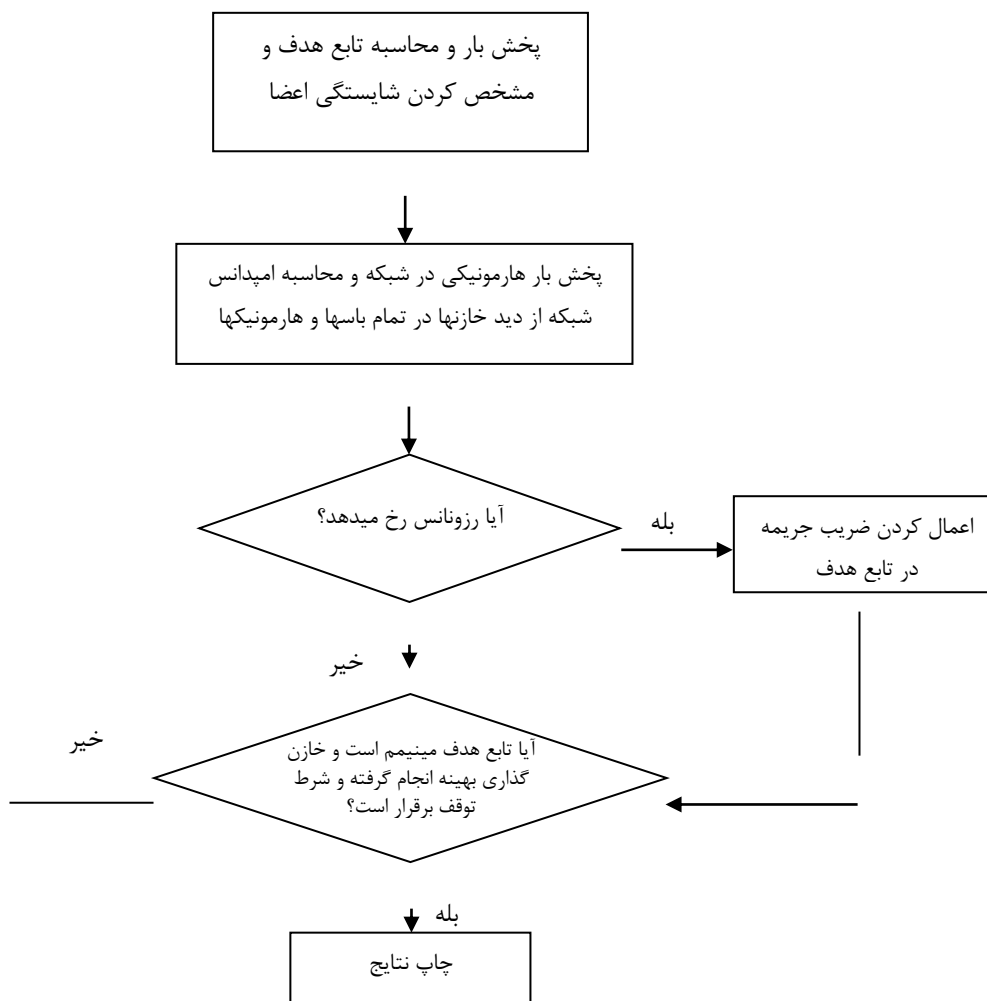 پخش بار و محاسبه تابع هدف و
مشخص کردن شایستگی اعضا
پخش بار هارمونیکی در شبکه و محاسبه امپدانس
شبکه از دید خازنها در تمام باسها و هارمونیکها
آیا رزونانس رخ میدهد؟
بله
اعمال کردن ضریب جریمه
در تابع هدف
خیر
آیا تابع هدف مینیمم است و خازن
گذاری بهینه انجام گرفته و شرط
توقف برقرار است؟
خیر
بله
چاپ نتایج